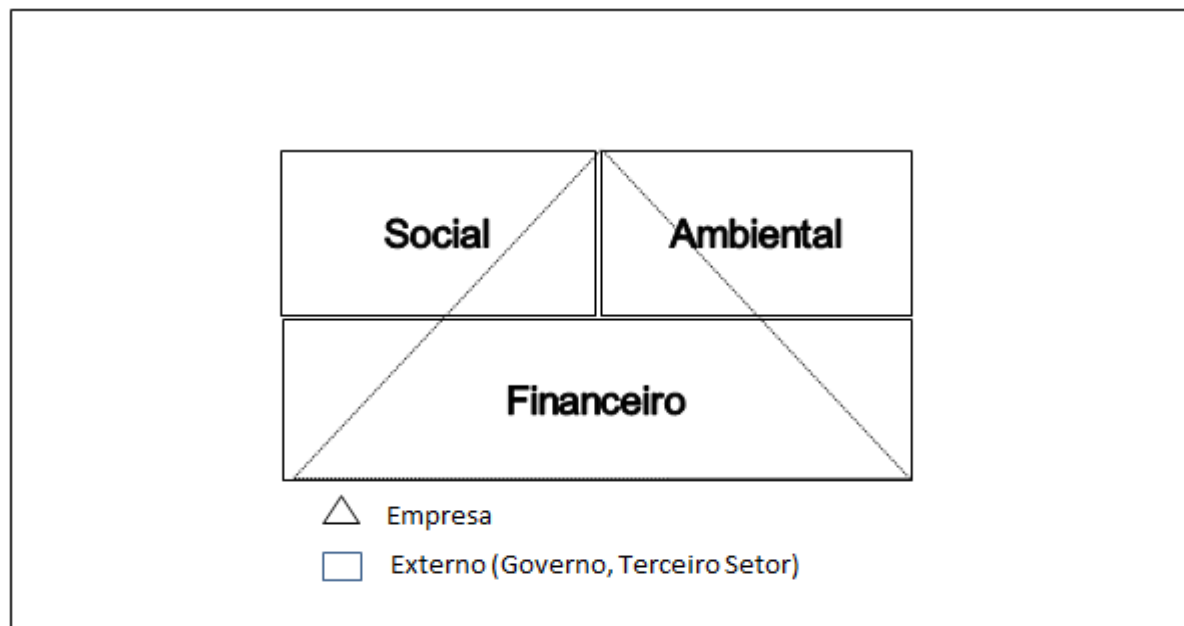 Social
Ambiental
Financeiro
Empresa
Externo (Governo, Terceiro Setor)